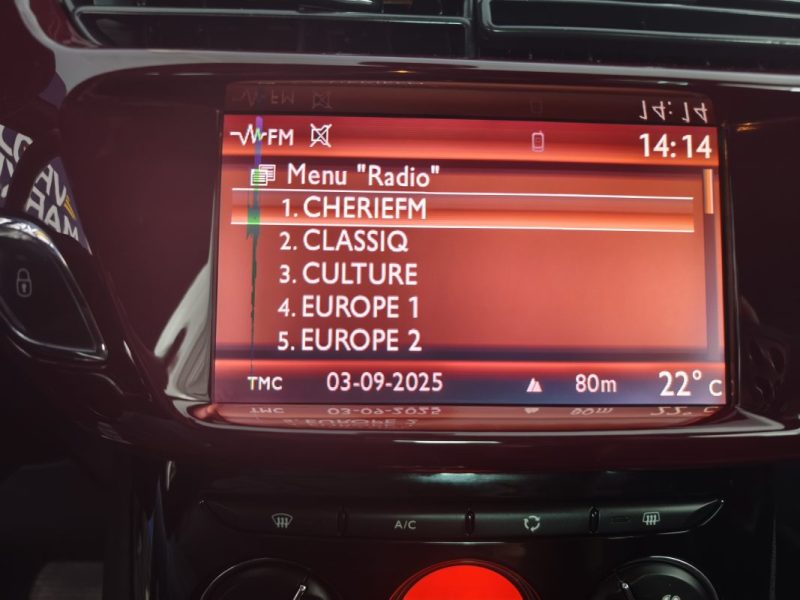 FM
14:14
Menu "Radio"
1. CHERIEFM
2. CLASSIQ
3. CULTURE
4. EUROPE 1
5. EUROPE 2
TMC 03-09-2025 80m 22° C
A/C